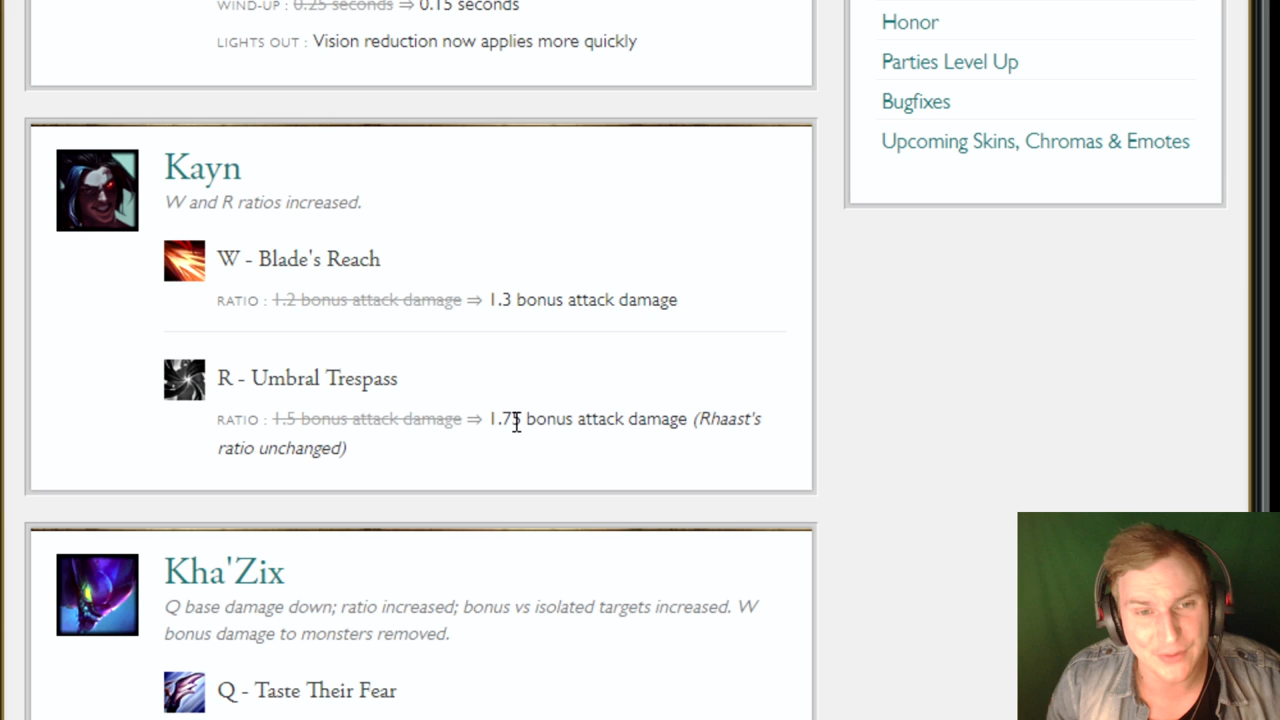 WIND-UP : 0.25 seconds ⇒ 0.15 seconds
LIGHTS OUT : Vision reduction now applies more quickly
Honor
Parties Level Up
Bugfixes
Upcoming Skins, Chromas & Emotes
Kayn
W and R ratios increased.
W - Blade's Reach
RATIO : 1.2 bonus attack damage ⇒ 1.3 bonus attack damage
R - Umbral Trespass
RATIO : 1.5 bonus attack damage ⇒ 1.75 bonus attack damage (Rhaast's
ratio unchanged)
Kha'Zix
Q base damage down; ratio increased; bonus vs isolated targets increased. W
bonus damage to monsters removed.
Q - Taste Their Fear